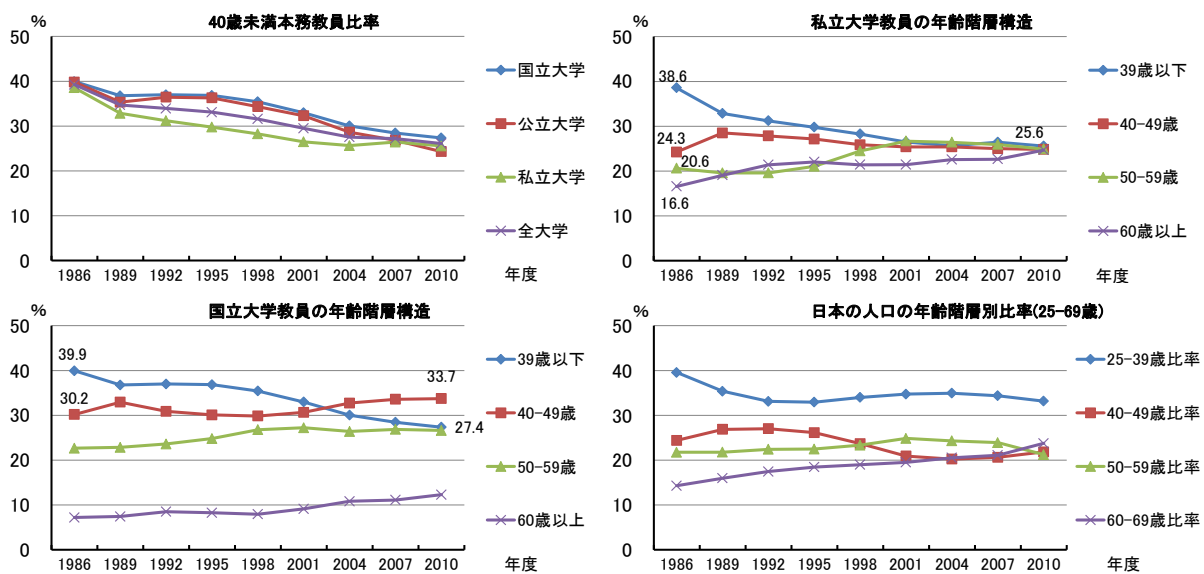 40歳未満本務教員比率
%
50
40
30
20
10
0
1986 1989 1992 1995 1998 2001 2004 2007 2010 年度
国立大学
公立大学
私立大学
全大学
私立大学教員の年齢階層構造
%
50
40
30
20
10
0
38.6
24.3
20.6
16.6
25.6
1986 1989 1992 1995 1998 2001 2004 2007 2010 年度
39歳以下
40-49歳
50-59歳
60歳以上
国立大学教員の年齢階層構造
%
50
40
30
20
10
0
39.9
30.2
33.7
27.4
1986 1989 1992 1995 1998 2001 2004 2007 2010 年度
39歳以下
40-49歳
50-59歳
60歳以上
日本の人口の年齢階層別比率(25-69歳)
%
50
40
30
20
10
0
1986 1989 1992 1995 1998 2001 2004 2007 2010 年度
25-39歳比率
40-49歳比率
50-59歳比率
60-69歳比率